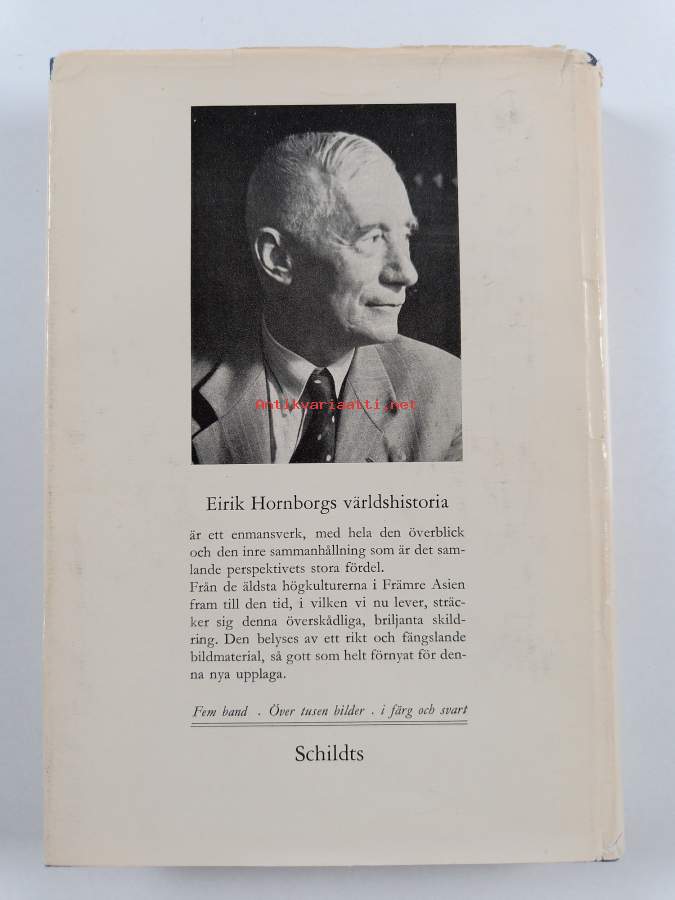 Antikvariaatti.net
Eirik Hornborgs världshistoria
är ett enmansverk, med hela den överblick
och den inre sammanhållning som är det sam-
lande perspektivets stora fördel.
Från de äldsta högkulturerna i Främre Asien
fram till den tid, i vilken vi nu lever, sträc-
ker sig denna överskådliga, briljanta skild-
ring. Den belyses av ett rikt och fängslande
bildmaterial, så gott som helt förnyat för den-
na nya upplaga.
Fem band . Över tusen bilder . i färg och svart
Schildts